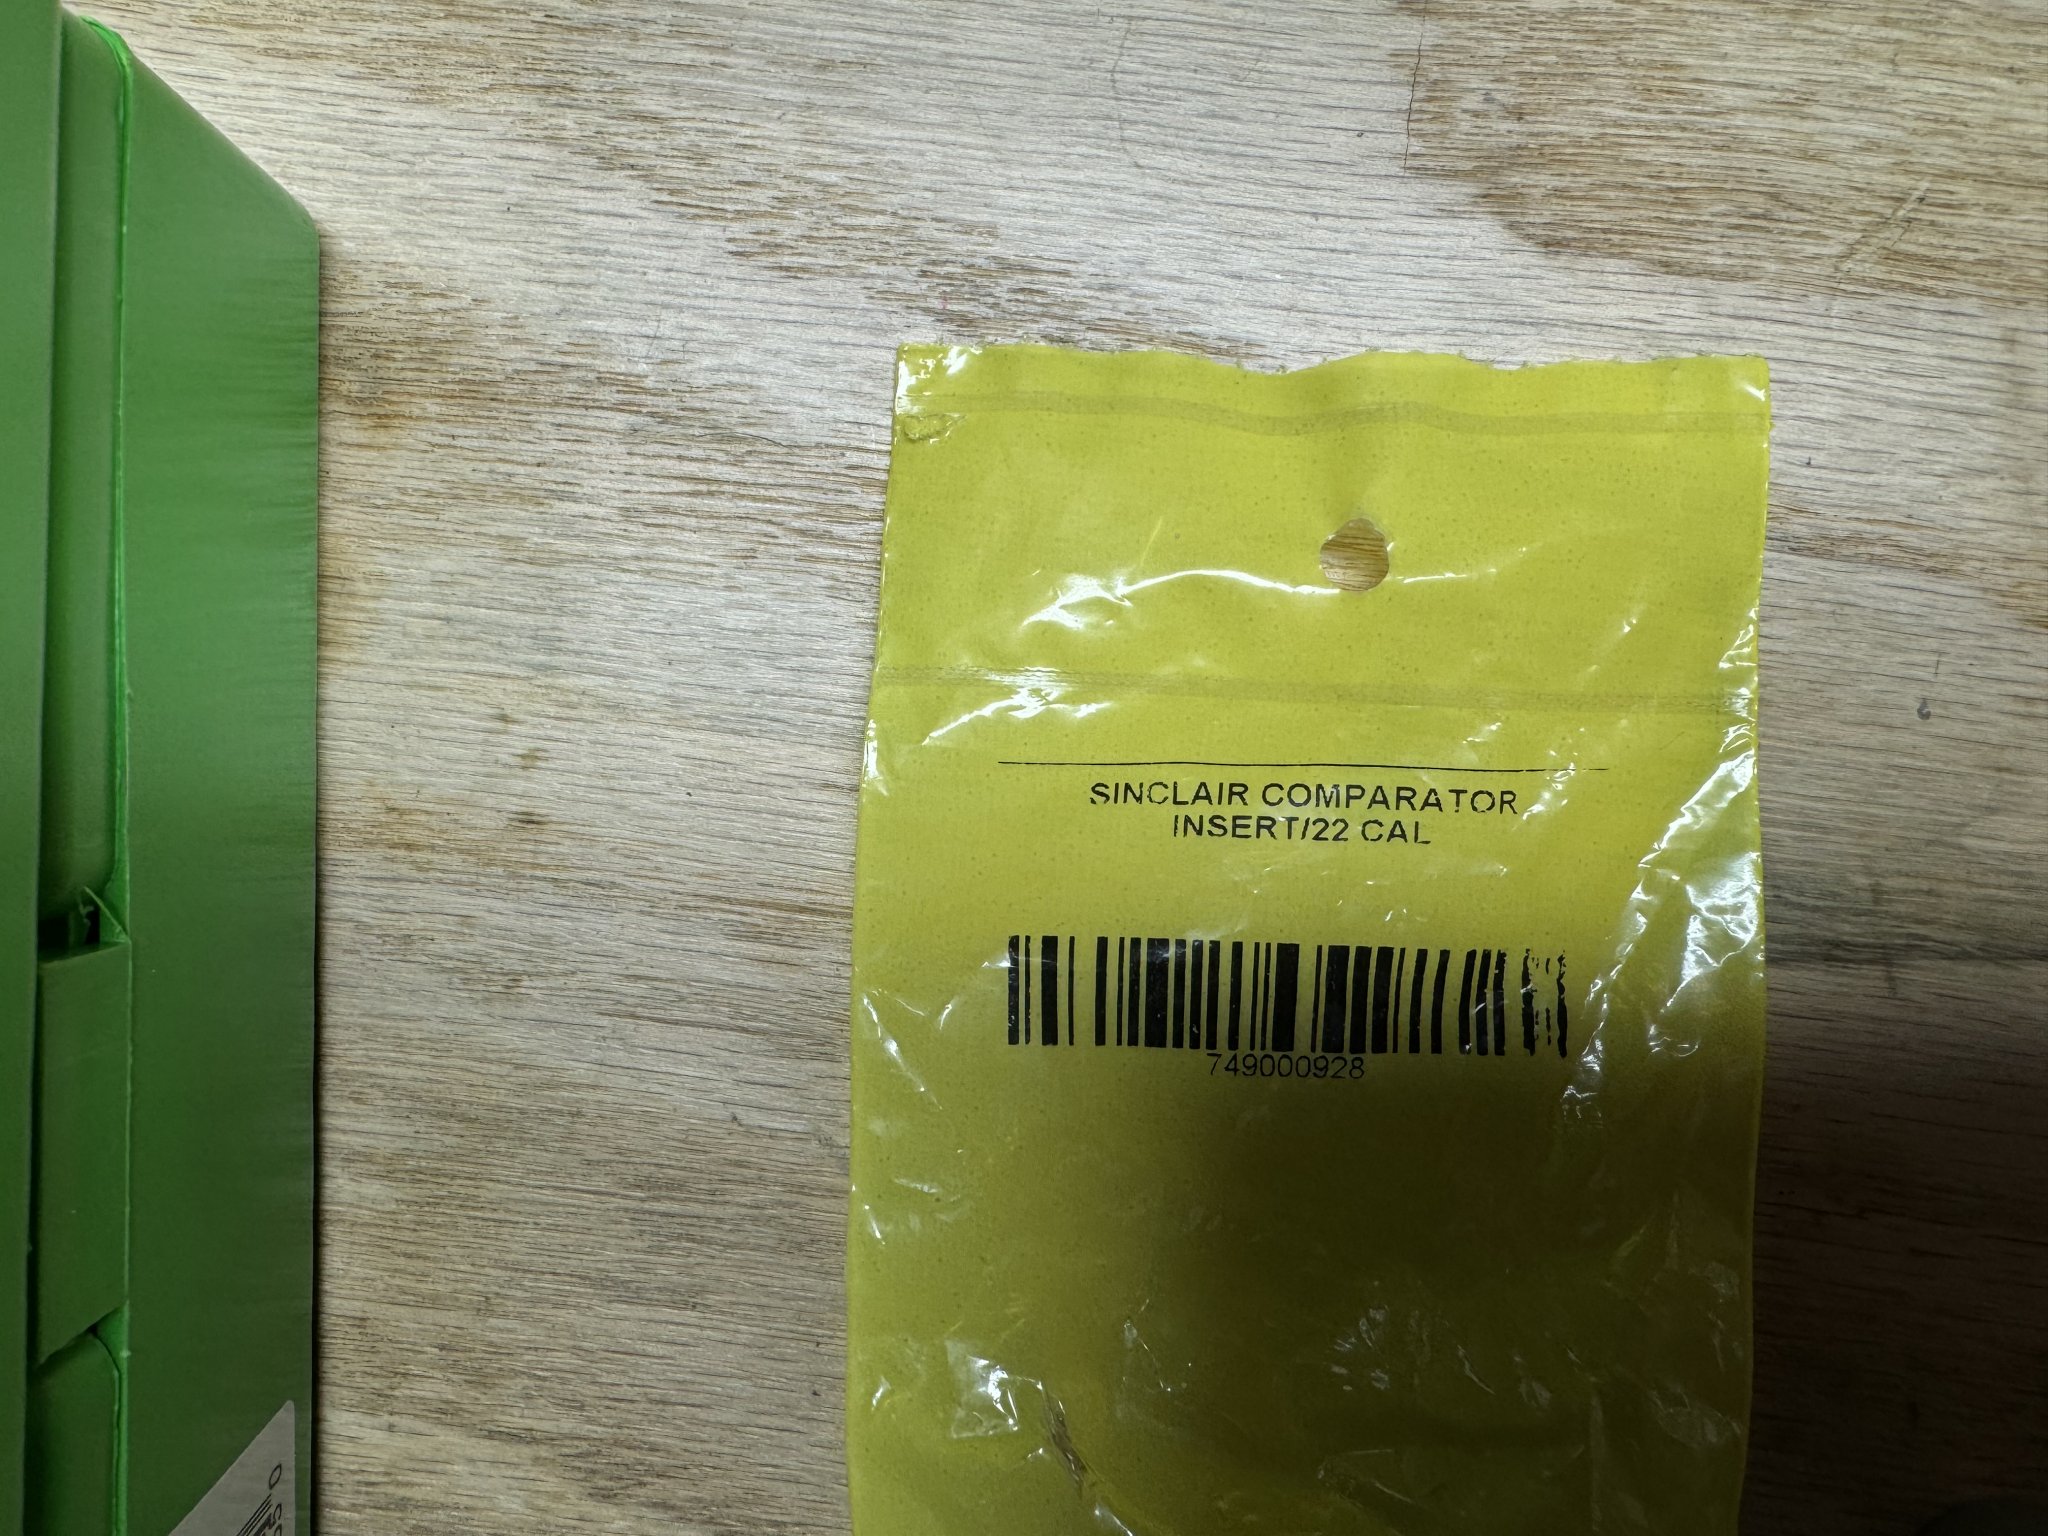 SINCLAIR COMPARATOR
INSERT/22 CAL
749000928